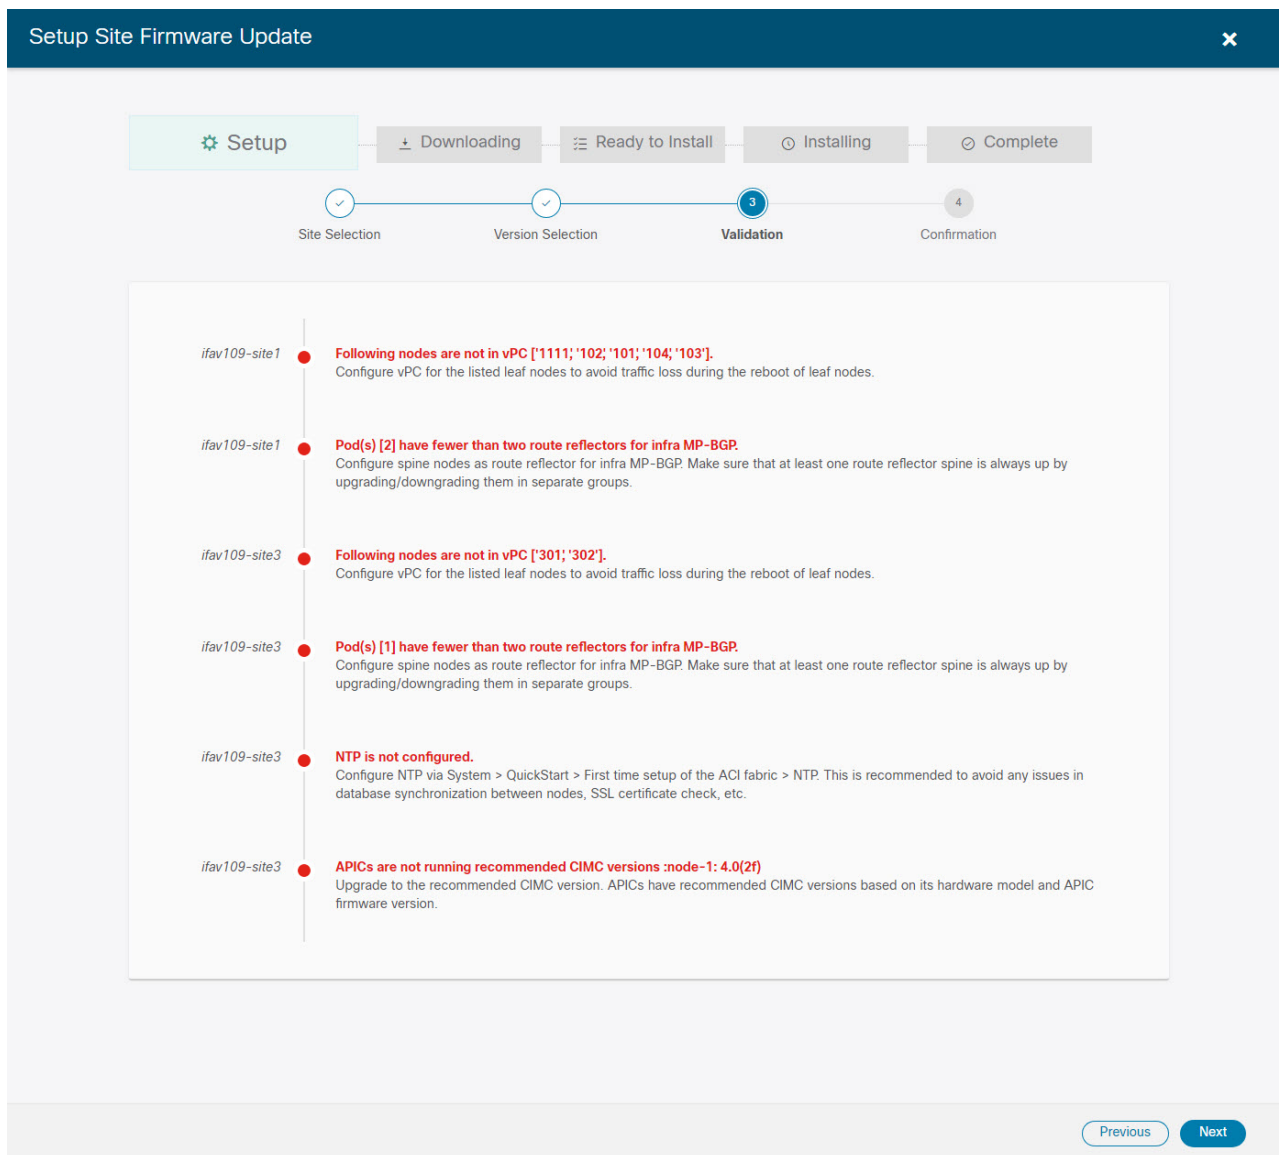 Setup Site Firmware Update
Setup
Downloading
Ready to Install
Installing
Complete
3
4
Site Selection
Version Selection
Validation
Confirmation
ifav109-site1
Following nodes are not in vPC ['1111', '102', '101', '104', '103'].
Configure vPC for the listed leaf nodes to avoid traffic loss during the reboot of leaf nodes.
ifav109-site1
Pod(s) [2] have fewer than two route reflectors for infra MP-BGP.
Configure spine nodes as route reflector for infra MP-BGP. Make sure that at least one route reflector spine is always up by
upgrading/downgrading them in separate groups.
ifav109-site3
Following nodes are not in vPC ['301', '302'].
Configure vPC for the listed leaf nodes to avoid traffic loss during the reboot of leaf nodes.
ifav109-site3
Pod(s) [1] have fewer than two route reflectors for infra MP-BGP.
Configure spine nodes as route reflector for infra MP-BGP. Make sure that at least one route reflector spine is always up by
upgrading/downgrading them in separate groups.
ifav109-site3
NTP is not configured.
Configure NTP via System > QuickStart > First time setup of the ACI fabric > NTP. This is recommended to avoid any issues in
database synchronization between nodes, SSL certificate check, etc.
ifav109-site3
APICs are not running recommended CIMC versions :node-1: 4.0(2f)
Upgrade to the recommended CIMC version. APICs have recommended CIMC versions based on its hardware model and APIC
firmware version.
Previous
Next